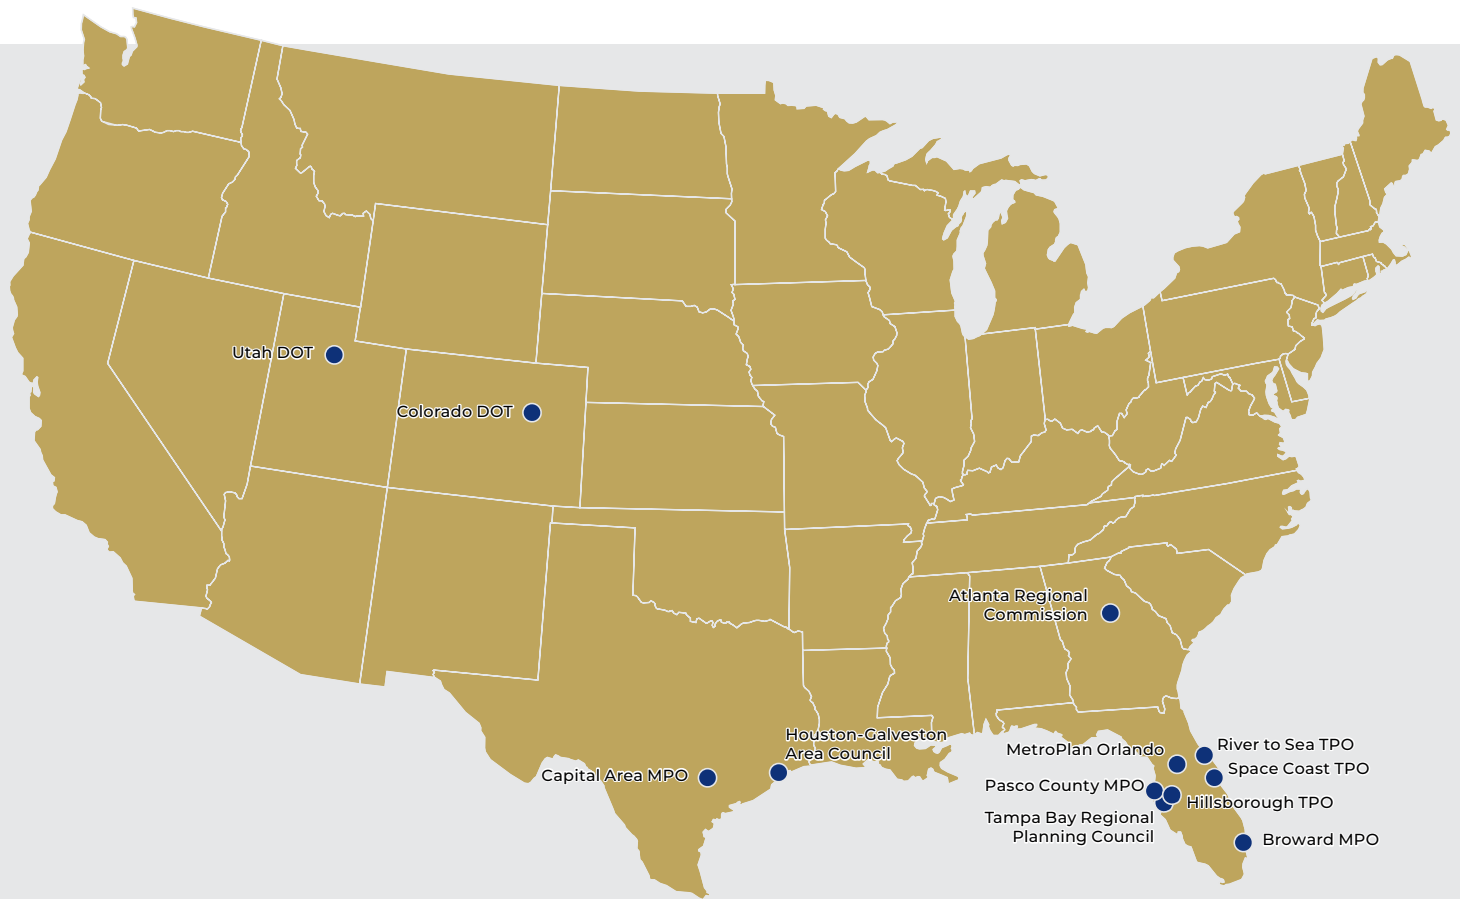 Utah DOT
Colorado DOT
Atlanta Regional
Commission
Houston-Galveston
Area Council
Capital Area MPO
MetroPlan Orlando
River to Sea TPO
Space Coast TPO
Pasco County MPO
Hillsborough TPO
Tampa Bay Regional
Planning Council
Broward MPO